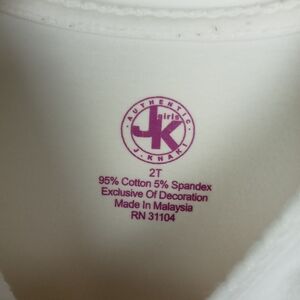 AUTHENTIC
girls
JK
J. KHAKI
2T
95% Cotton 5% Spandex
Exclusive Of Decoration
Made In Malaysia
RN 31104